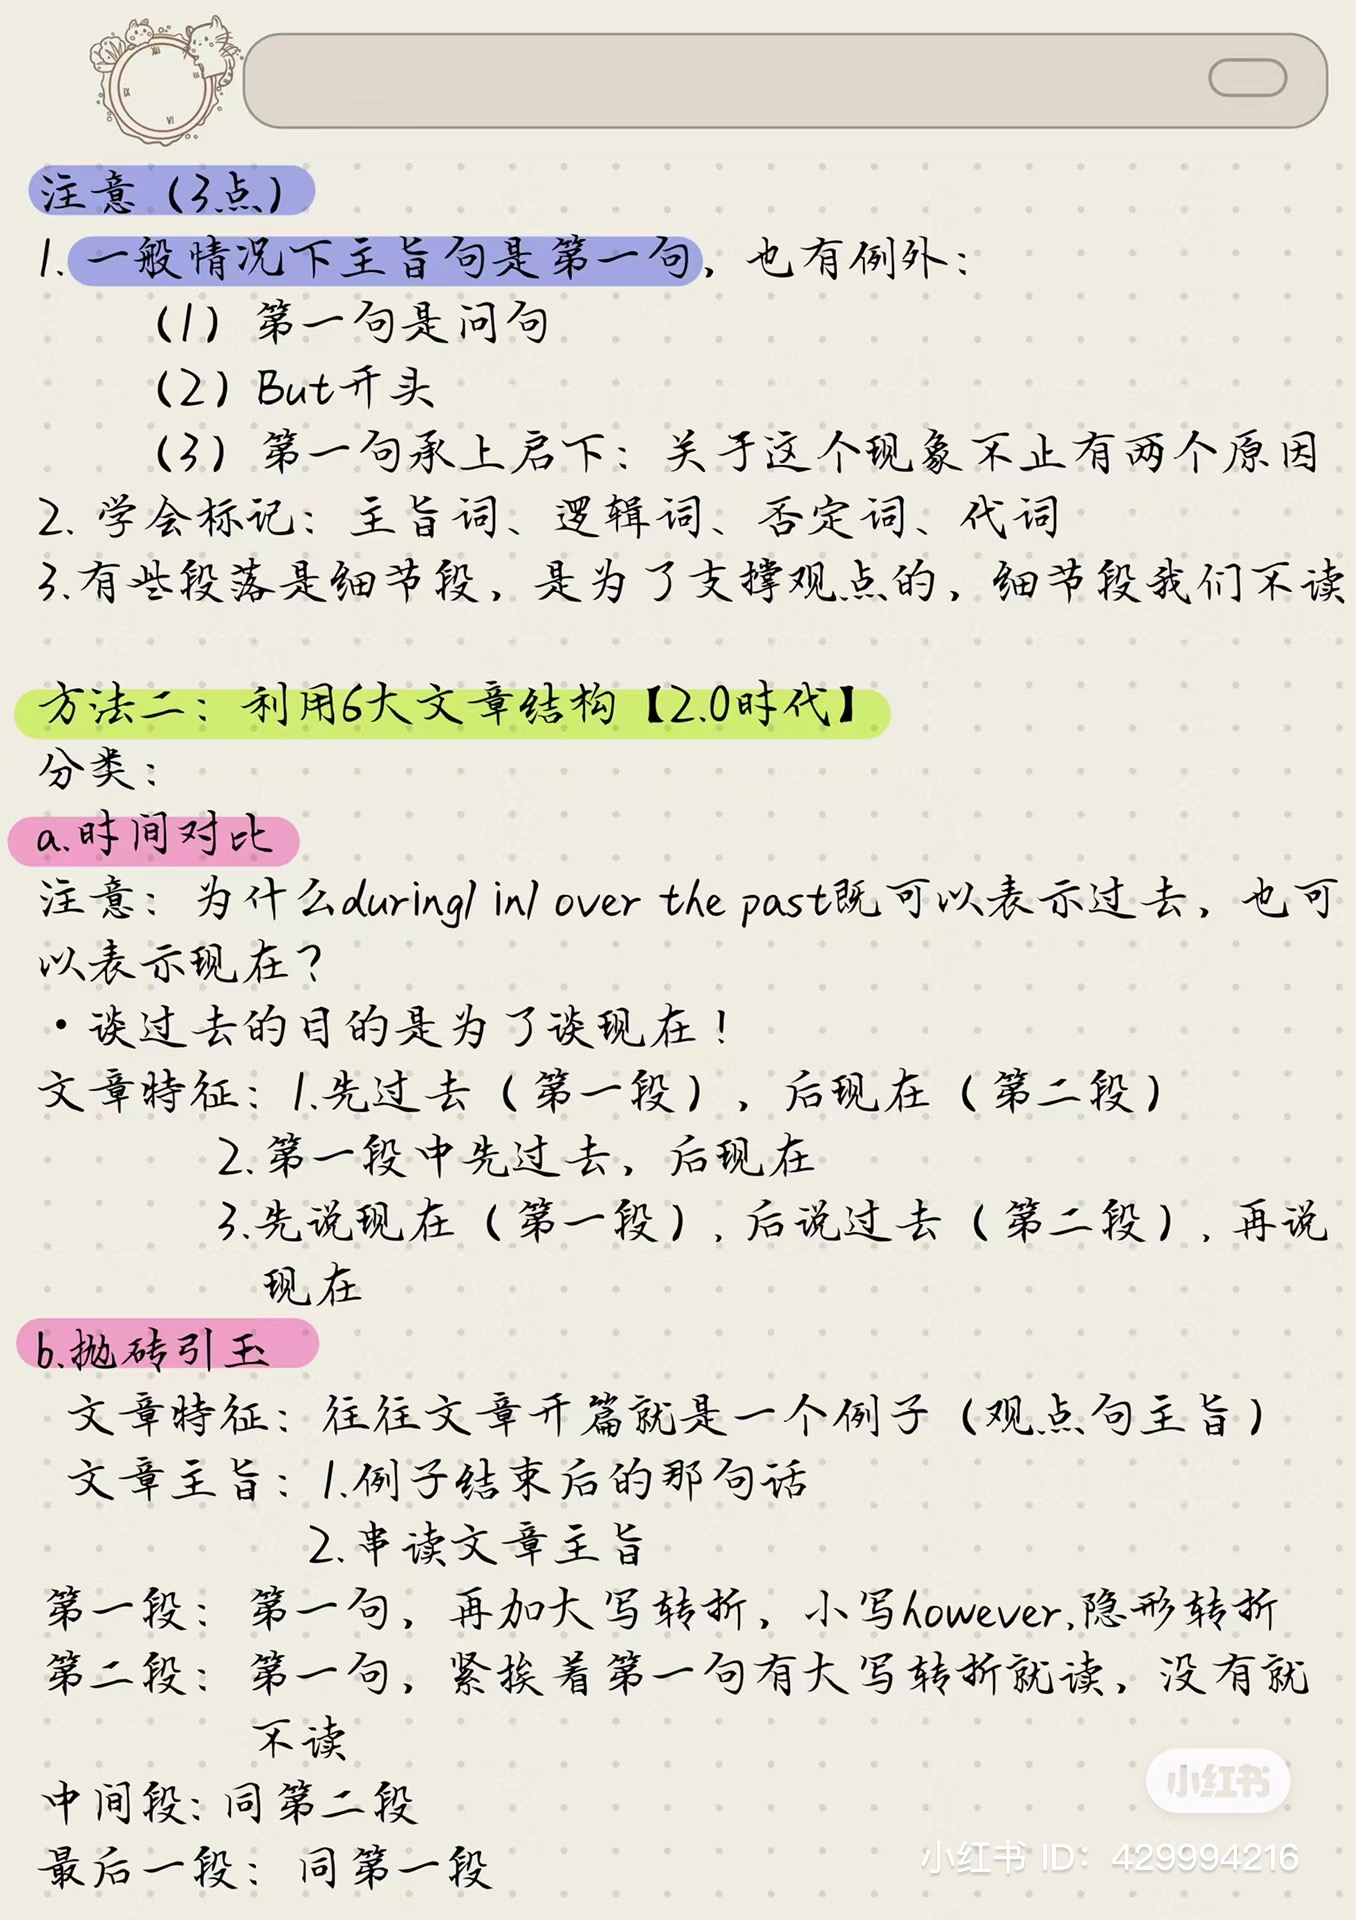 注意（3点）
1. 一般情况下主旨句是第一句，也有例外：
（1）第一句是问句
（2）But开头
（3）第一句承上启下：关于这个现象不止有两个原因
2. 学会标记：主旨词、逻辑词、否定词、代词
3.有些段落是细节段，是为了支撑观点的，细节段我们不读
方法二：利用6大文章结构【2.0时代】
分类：
a.时间对比
注意：为什么during/ in/ over the past既可以表示过去，也可
以表示现在？
·谈过去的目的是为了谈现在！
文章特征：1.先过去（第一段），后现在（第二段）
2.第一段中先过去，后现在
3.先说现在（第一段），后说过去（第二段），再说
现在
b.抛砖引玉
文章特征：往往文章开篇就是一个例子（观点句主旨）
文章主旨：1.例子结束后的那句话
2.串读文章主旨
第一段：第一句，再加大写转折，小写however,隐形转折
第二段：第一句，紧挨着第一句有大写转折就读，没有就
不读
中间段：同第二段
最后一段：同第一段
小红书
小红书 ID：429994216
XII
III
VI
IX